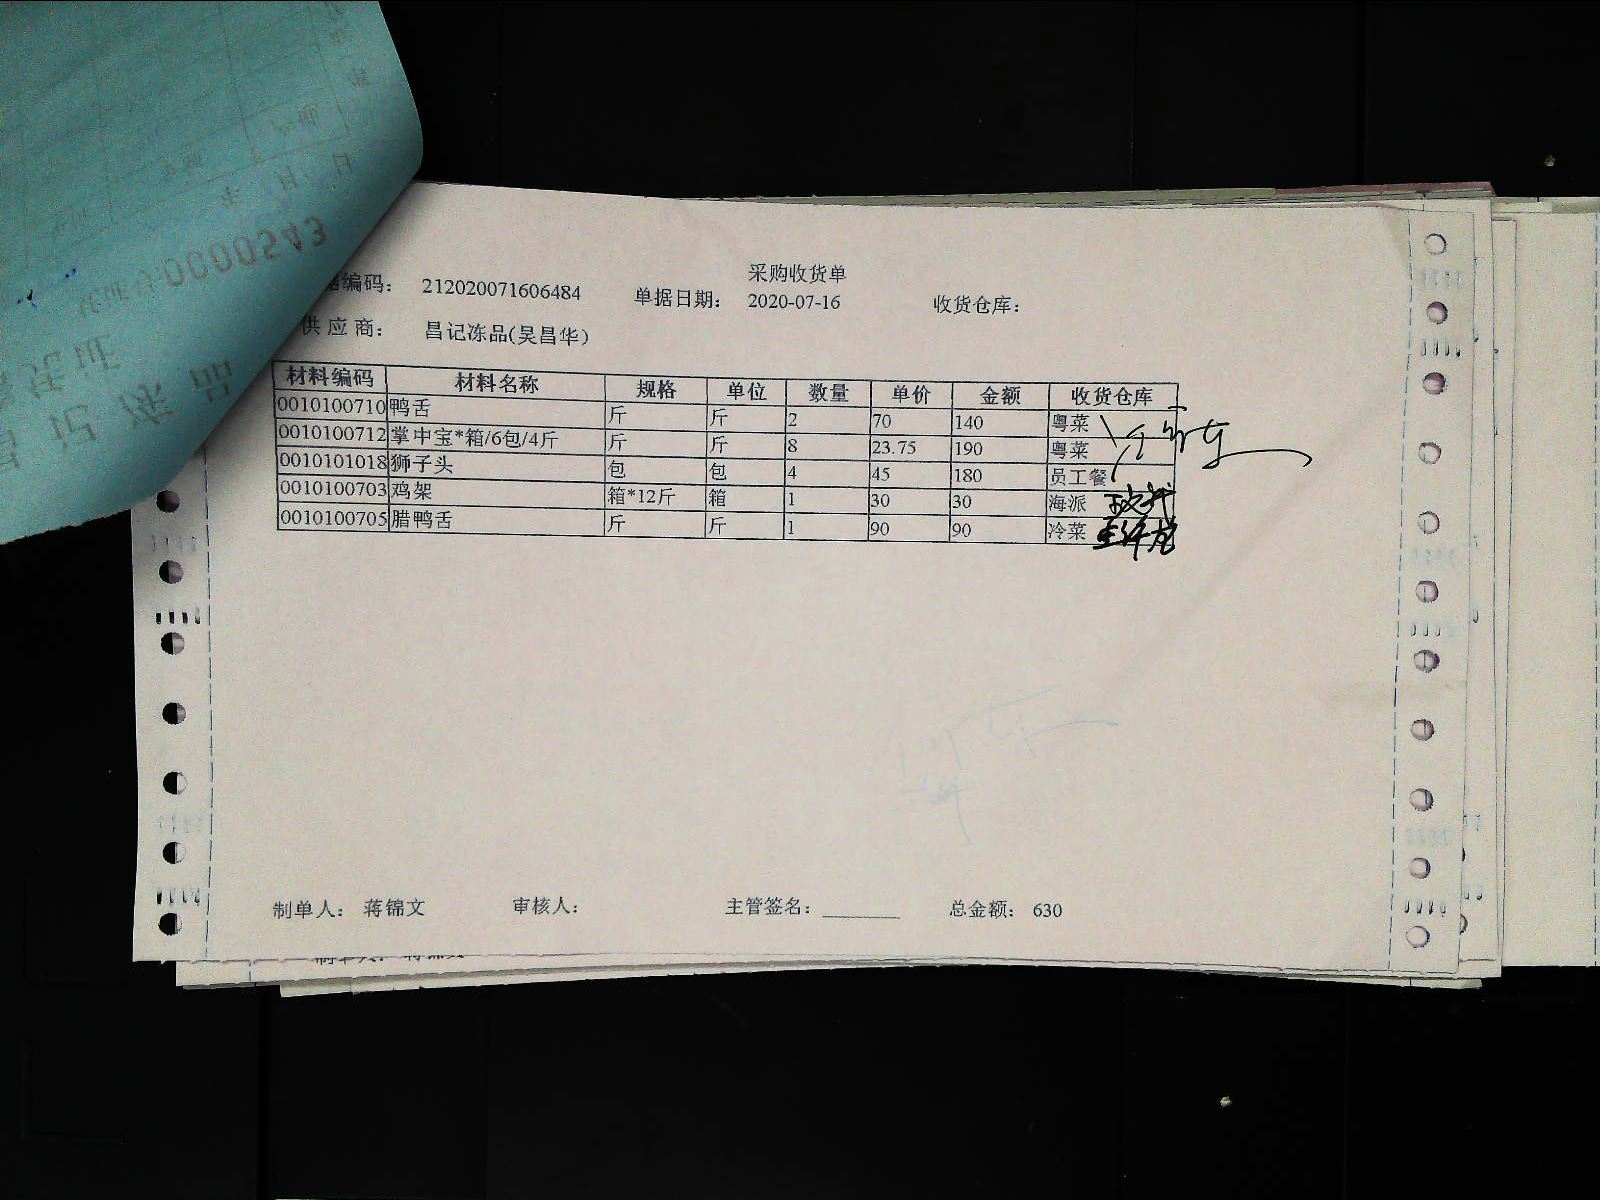 采购收货单
编码： 212020071606484 单据日期： 2020-07-16 收货仓库：
供应商： 昌记冻品(吴昌华)
材料编码 材料名称 规格 单位 数量 单价 金额 收货仓库
0010100710 鸭舌 斤 斤 2 70 140 粤菜
0010100712 掌中宝*箱/6包/4斤 斤 斤 8 23.75 190 粤菜
0010101018 狮子头 包 包 4 45 180 员工餐
0010100703 鸡架 箱*12斤 箱 1 30 30 海派
0010100705 腊鸭舌 斤 斤 1 90 90 冷菜
制单人： 蒋锦文 审核人： 主管签名： 总金额： 630
0000543
年 月 日